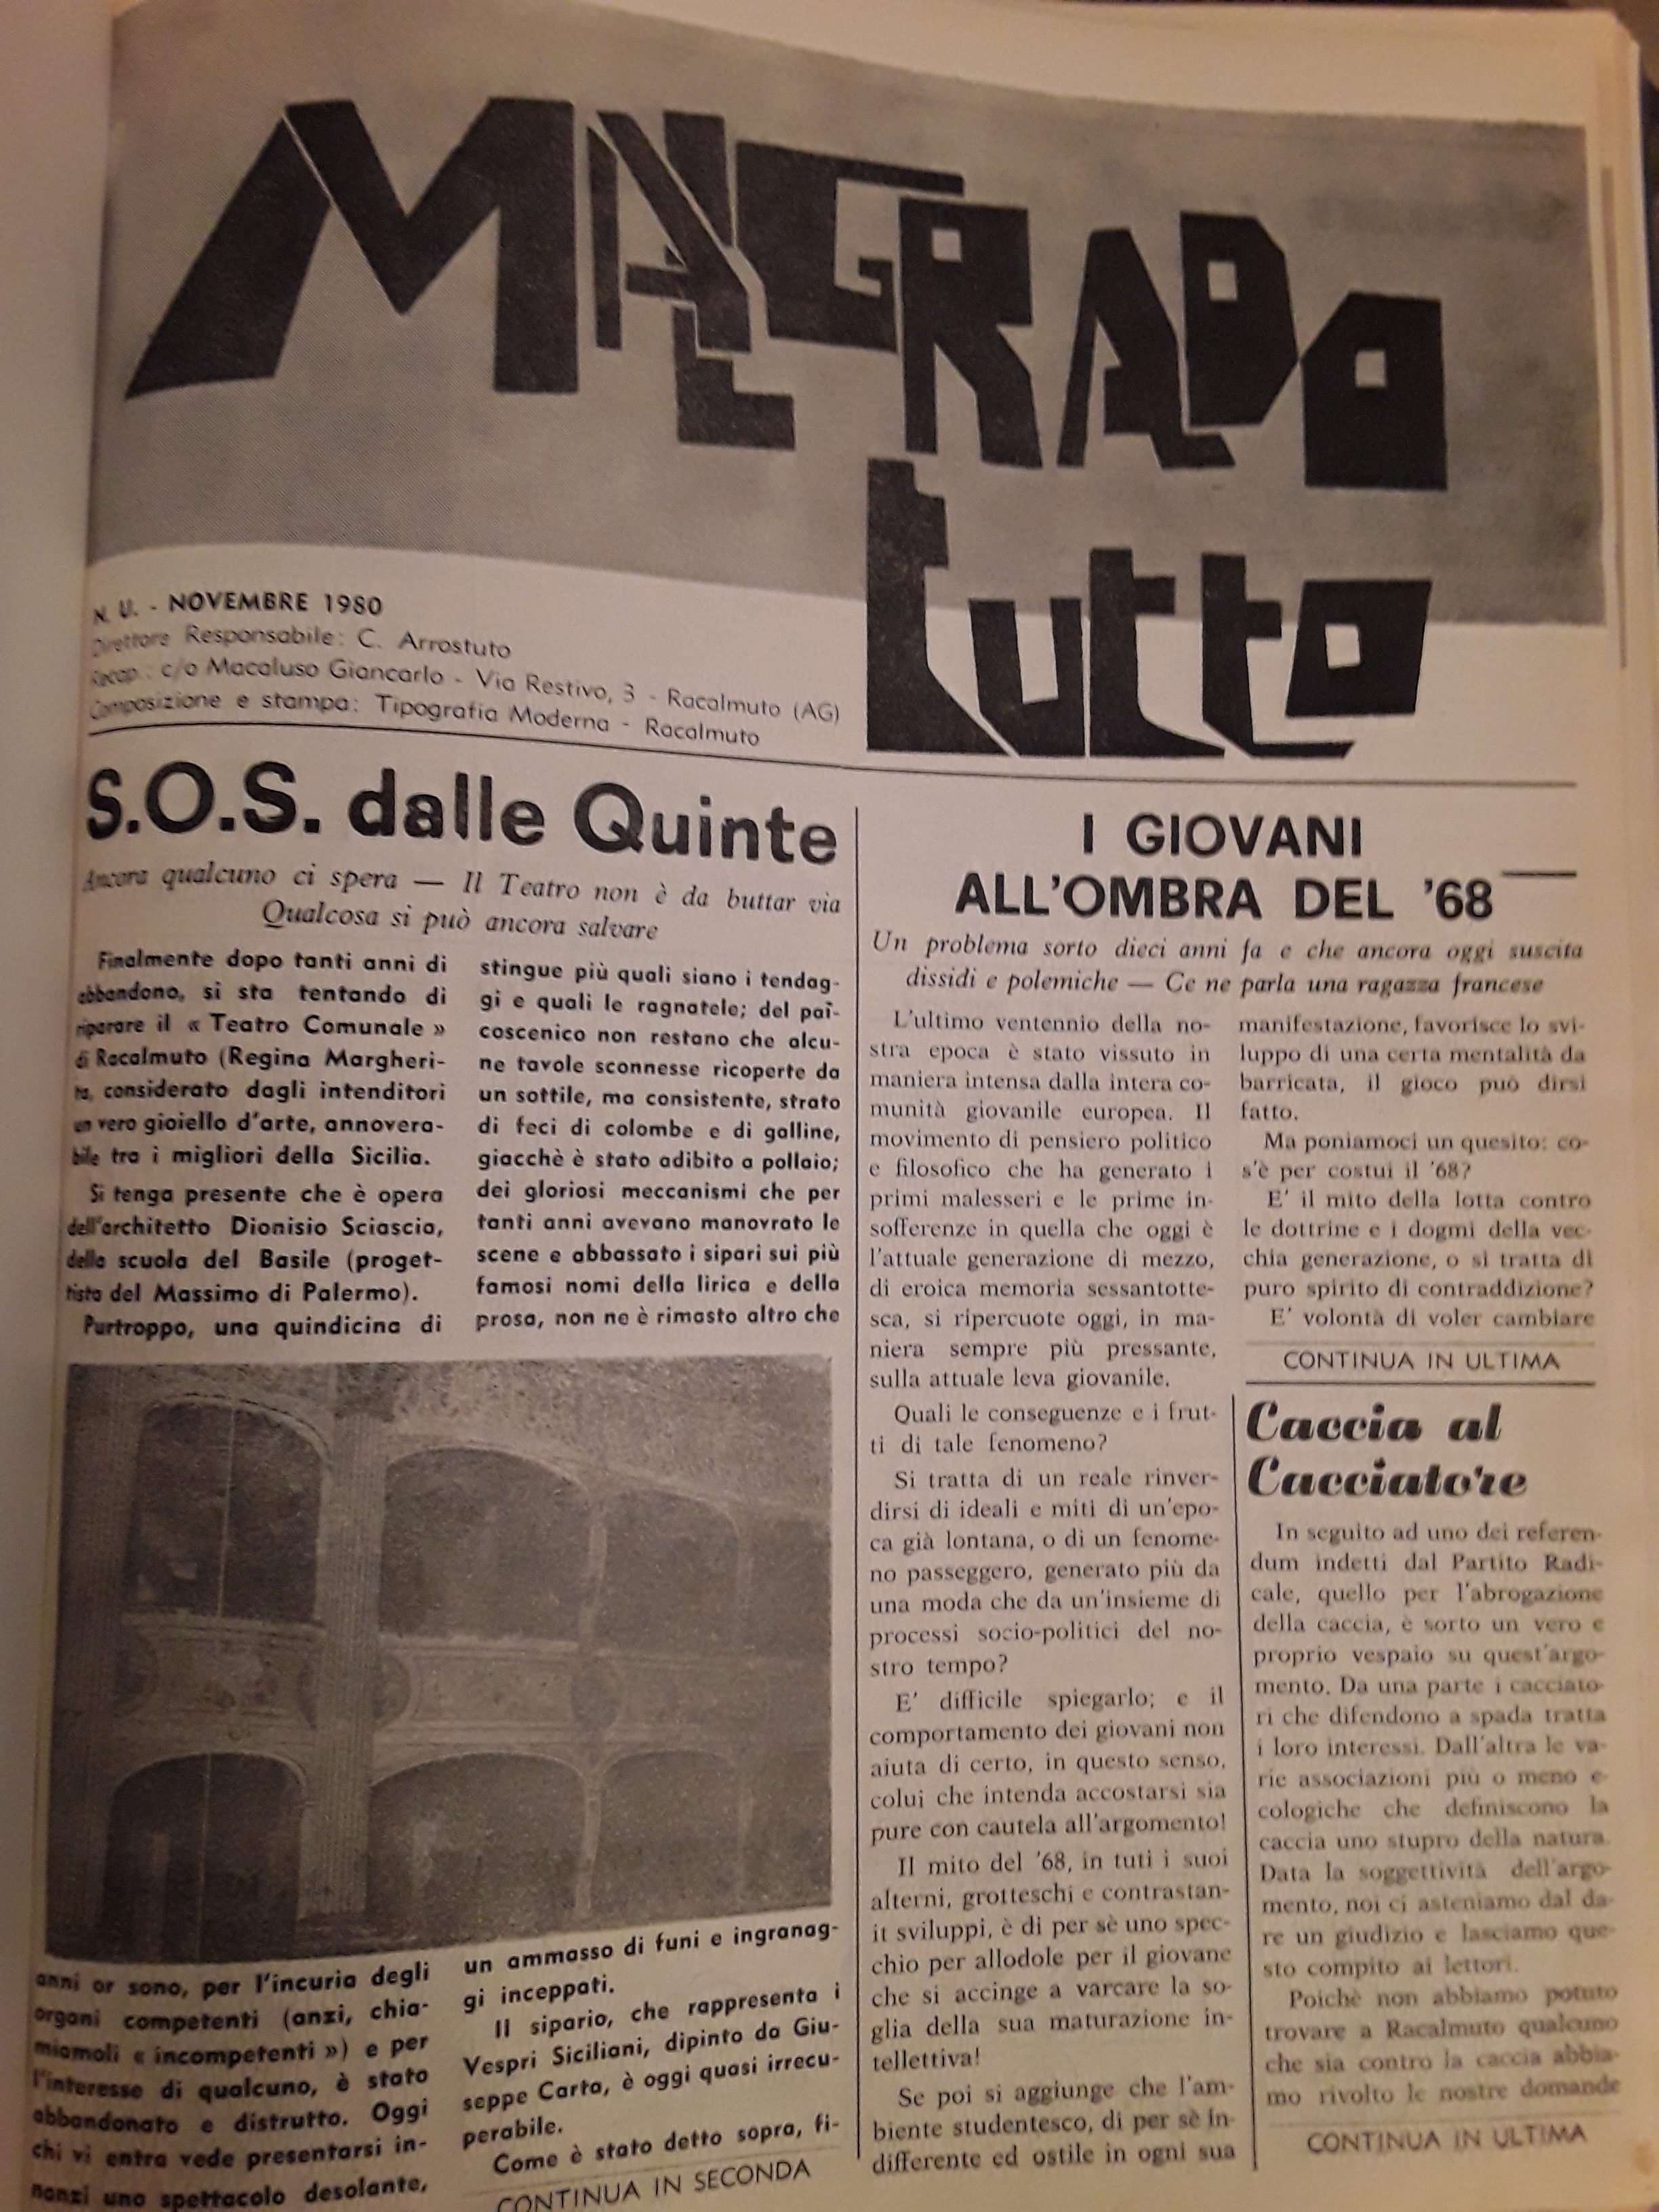 MALGRADO
tutto
N. U. - NOVEMBRE 1980
Direttore Responsabile: C. Arrostuto
Recap.: c/o Macaluso Giancarlo - Via Restivo, 3 - Racalmuto (AG)
Composizione e stampa: Tipografia Moderna - Racalmuto
S.O.S. dalle Quinte
Ancora qualcuno ci spera — Il Teatro non è da buttar via
Qualcosa si può ancora salvare
Finalmente dopo tanti anni di
abbandono, si sta tentando di
riparare il « Teatro Comunale »
di Racalmuto (Regina Margheri-
ta, considerato dagli intenditori
un vero gioiello d'arte, annovera-
bile tra i migliori della Sicilia.
Si tenga presente che è opera
dell'architetto Dionisio Sciascia,
della scuola del Basile (proget-
tista del Massimo di Palermo).
Purtroppo, una quindicina di
anni or sono, per l'incuria degli
organi competenti (anzi, chia-
miamoli « incompetenti ») e per
l'interesse di qualcuno, è stato
abbandonato e distrutto. Oggi
chi vi entra vede presentarsi in-
nanzi uno spettacolo desolante,
stingue più quali siano i tendag-
gi e quali le ragnatele; del pal-
coscenico non restano che alcu-
ne tavole sconnesse ricoperte da
un sottile, ma consistente, strato
di feci di colombe e di galline,
giacchè è stato adibito a pollaio;
dei gloriosi meccanismi che per
tanti anni avevano manovrato le
scene e abbassato i sipari sui più
famosi nomi della lirica e della
prosa, non ne è rimasto altro che
un ammasso di funi e ingranag-
gi inceppati.
Il sipario, che rappresenta i
Vespri Siciliani, dipinto da Giu-
seppe Carta, è oggi quasi irrecu-
perabile.
Come è stato detto sopra, fi-
CONTINUA IN SECONDA
I GIOVANI
ALL'OMBRA DEL '68
Un problema sorto dieci anni fa e che ancora oggi suscita
dissidi e polemiche — Ce ne parla una ragazza francese
L'ultimo ventennio della no-
stra epoca è stato vissuto in
maniera intensa dalla intera co-
munità giovanile europea. Il
movimento di pensiero politico
e filosofico che ha generato i
primi malesseri e le prime in-
sofferenze in quella che oggi è
l'attuale generazione di mezzo,
di eroica memoria sessantotte-
sca, si ripercuote oggi, in ma-
niera sempre più pressante,
sulla attuale leva giovanile.
Quali le conseguenze e i frut-
ti di tale fenomeno?
Si tratta di un reale rinver-
dirsi di ideali e miti di un'epo-
ca già lontana, o di un fenome-
no passeggero, generato più da
una moda che da un'insieme di
processi socio-politici del no-
stro tempo?
E' difficile spiegarlo; e il
comportamento dei giovani non
aiuta di certo, in questo senso,
colui che intenda accostarsi sia
pure con cautela all'argomento!
Il mito del '68, in tuti i suoi
alterni, grotteschi e contrastan-
it sviluppi, è di per sè uno spec-
chio per allodole per il giovane
che si accinge a varcare la so-
glia della sua maturazione in-
tellettiva!
Se poi si aggiunge che l'am-
biente studentesco, di per sè in-
differente ed ostile in ogni sua
manifestazione, favorisce lo svi-
luppo di una certa mentalità da
barricata, il gioco può dirsi
fatto.
Ma poniamoci un quesito: co-
s'è per costui il '68?
E' il mito della lotta contro
le dottrine e i dogmi della vec-
chia generazione, o si tratta di
puro spirito di contraddizione?
E' volontà di voler cambiare
CONTINUA IN ULTIMA
Caccia al
Cacciatore
In seguito ad uno dei referen-
dum indetti dal Partito Radi-
cale, quello per l'abrogazione
della caccia, è sorto un vero e
proprio vespaio su quest'argo-
mento. Da una parte i cacciato-
ri che difendono a spada tratta
i loro interessi. Dall'altra le va-
rie associazioni più o meno e-
cologiche che definiscono la
caccia uno stupro della natura.
Data la soggettività dell'argo-
mento, noi ci asteniamo dal da-
re un giudizio e lasciamo que-
sto compito ai lettori.
Poichè non abbiamo potuto
trovare a Racalmuto qualcuno
che sia contro la caccia abbia-
mo rivolto le nostre domande
CONTINUA IN ULTIMA